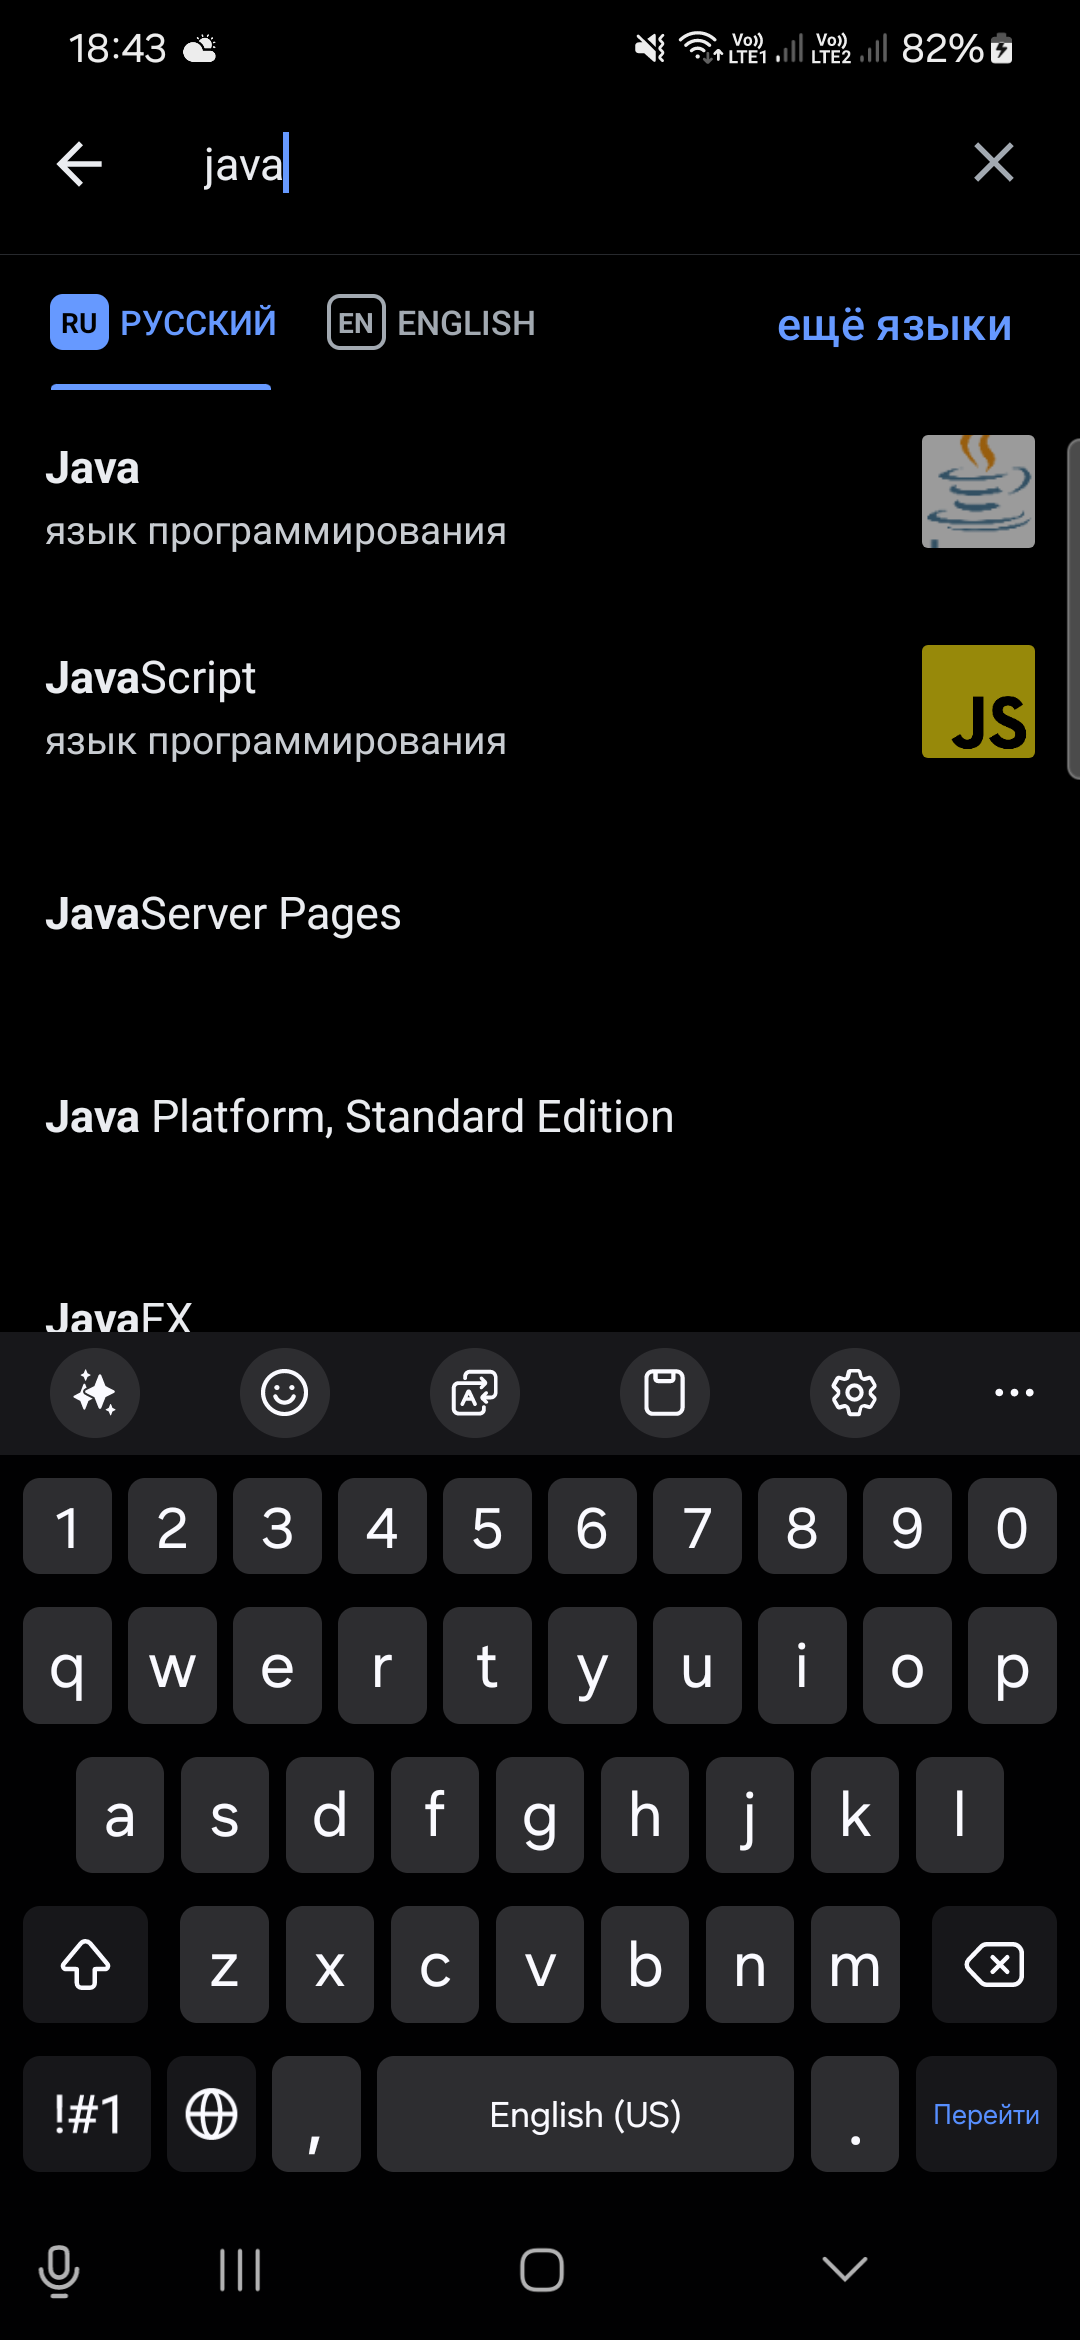 18:43
Vo)) LTE1 Vo)) LTE2 82%
java
RU РУССКИЙ EN ENGLISH ещё языки
Java
язык программирования
JavaScript
язык программирования
JS
JavaServer Pages
Java Platform, Standard Edition
JavaFX
1 2 3 4 5 6 7 8 9 0
q w e r t y u i o p
a s d f g h j k l
z x c v b n m
!#1 , English (US) . Перейти